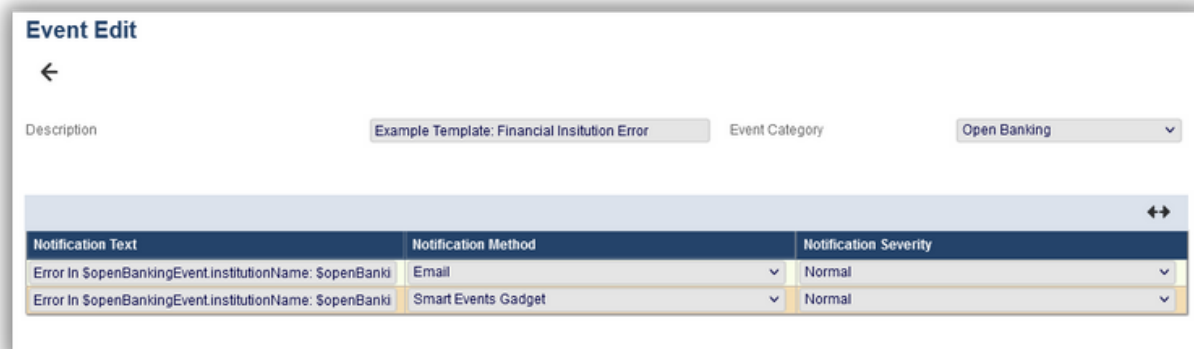 Event Edit
Description Example Template: Financial Insitution Error Event Category Open Banking
Notification Text Notification Method Notification Severity
Error In $openBankingEvent.institutionName: $openBanki Email Normal
Error In $openBankingEvent.institutionName: $openBanki Smart Events Gadget Normal